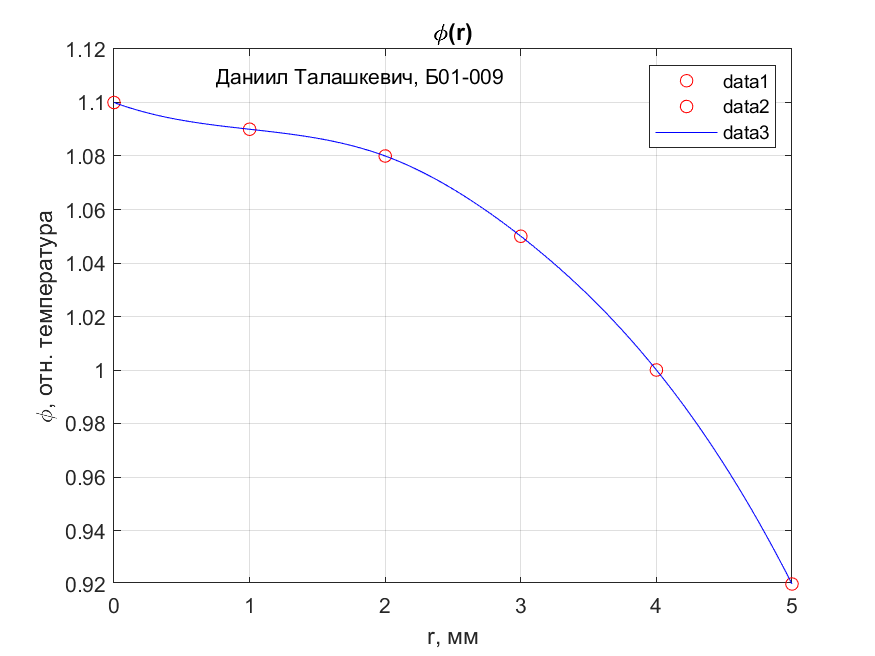 ϕ(r)
Даниил Талашкевич, Б01-009
data1
data2
data3
1.12
1.1
1.08
1.06
1.04
1.02
1
0.98
0.96
0.94
0.92
ϕ, отн. температура
0 1 2 3 4 5
r, мм